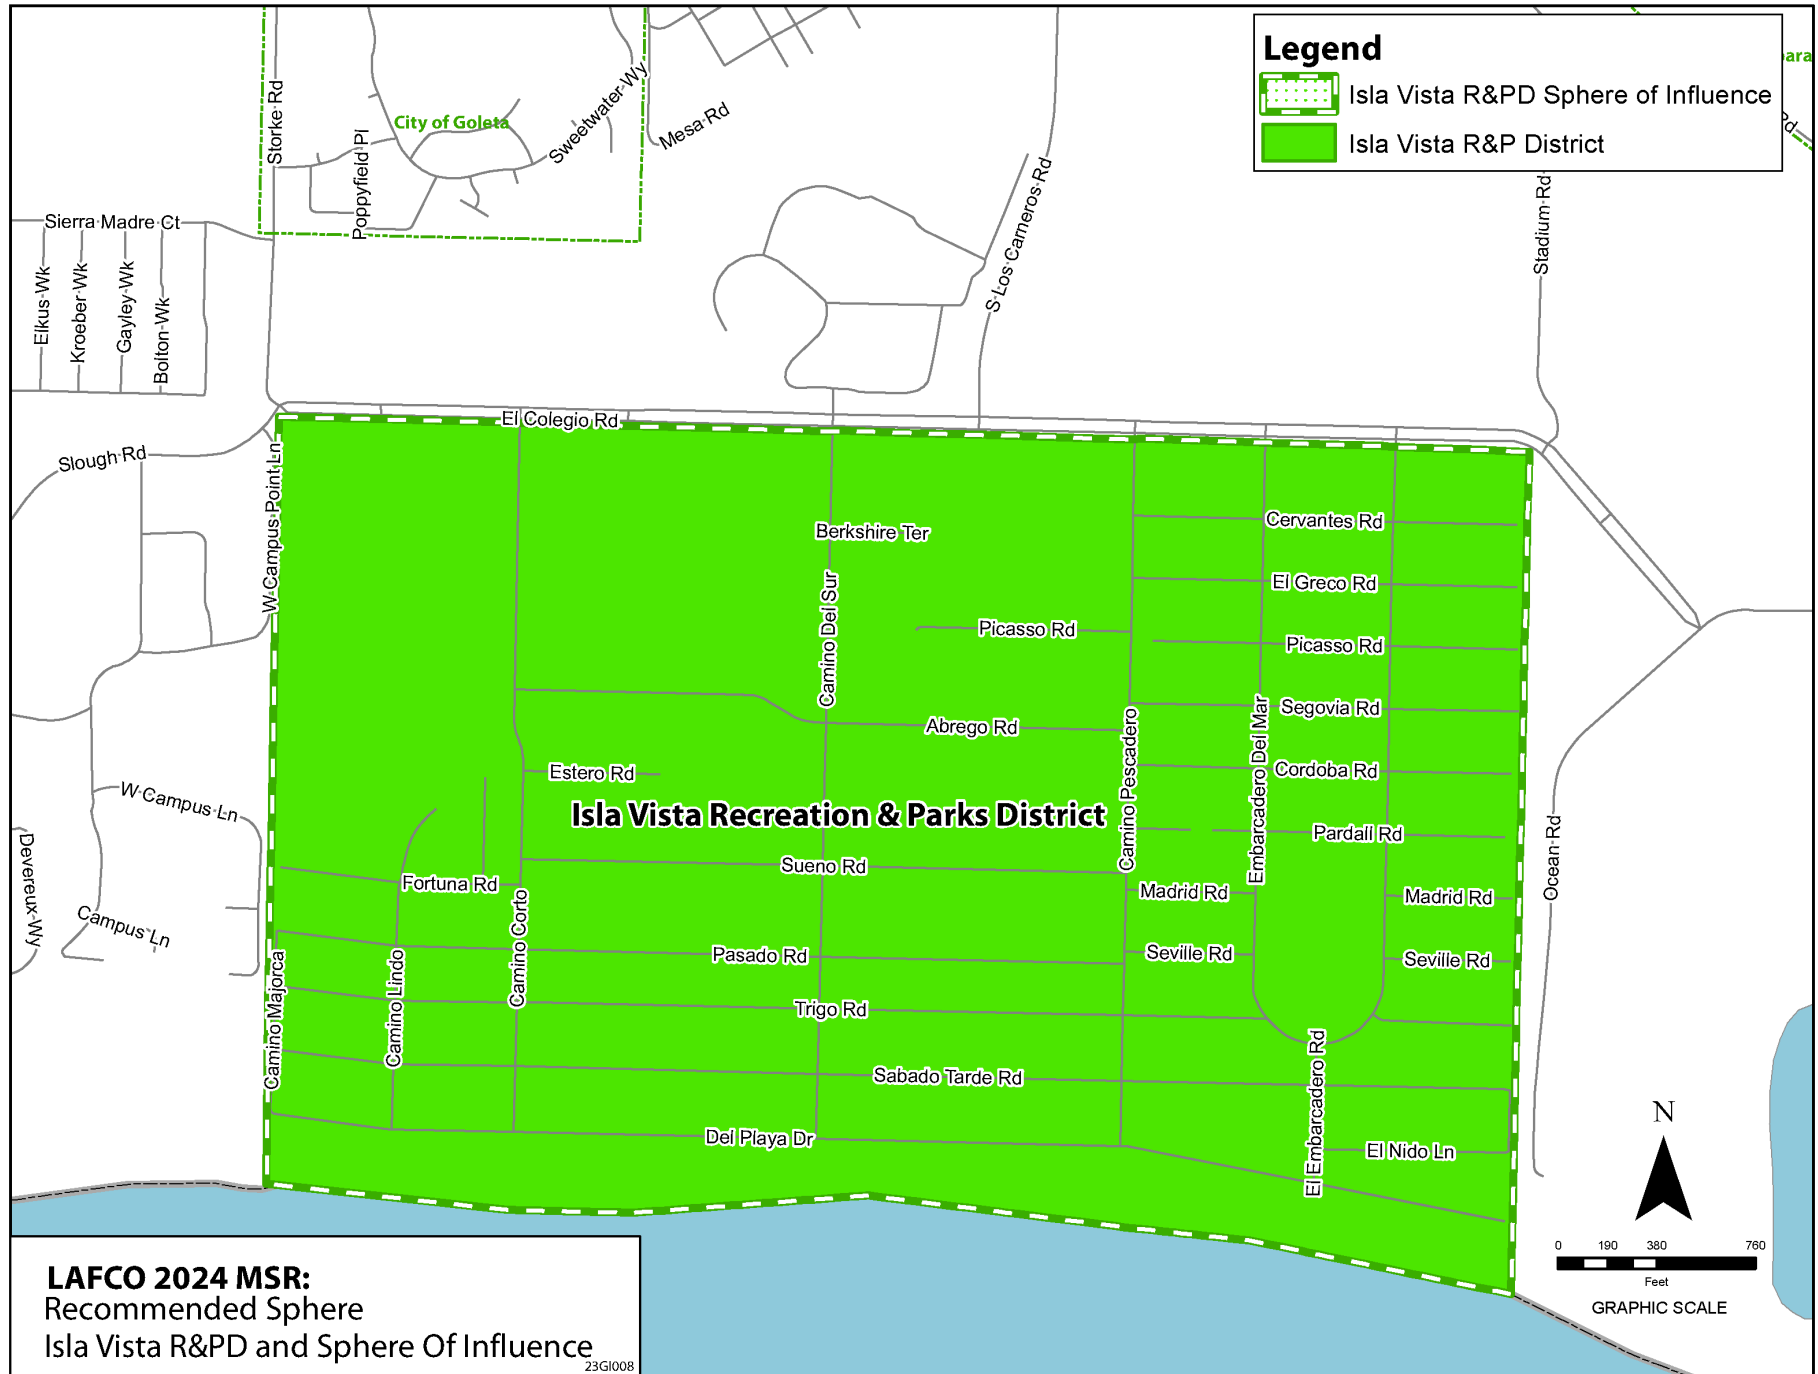 Legend
Isla Vista R&PD Sphere of Influence
Isla Vista R&P District
Storke Rd
City of Goleta
Poppyfield Pl
Sweetwater Wy
Mesa Rd
S Los Carneros Rd
Stadium Rd
Rd
Sierra Madre Ct
Elkus Wk
Kroeber Wk
Gayley Wk
Bolton Wk
El Colegio Rd
Slough Rd
W Campus Point Ln
Berkshire Ter
Cervantes Rd
El Greco Rd
Camino Del Sur
Picasso Rd
Picasso Rd
Segovia Rd
Abrego Rd
Camino Pescadero
Embarcadero Del Mar
Estero Rd
Cordoba Rd
W Campus Ln
Isla Vista Recreation & Parks District
Pardall Rd
Devereux Wy
Sueno Rd
Ocean Rd
Fortuna Rd
Madrid Rd
Madrid Rd
Campus Ln
Camino Corto
Pasado Rd
Seville Rd
Seville Rd
Camino Majorca
Camino Lindo
Trigo Rd
Sabado Tarde Rd
El Embarcadero Rd
Del Playa Dr
El Nido Ln
N
0 190 380 760
Feet
GRAPHIC SCALE
LAFCO 2024 MSR:
Recommended Sphere
Isla Vista R&PD and Sphere Of Influence
23GI008